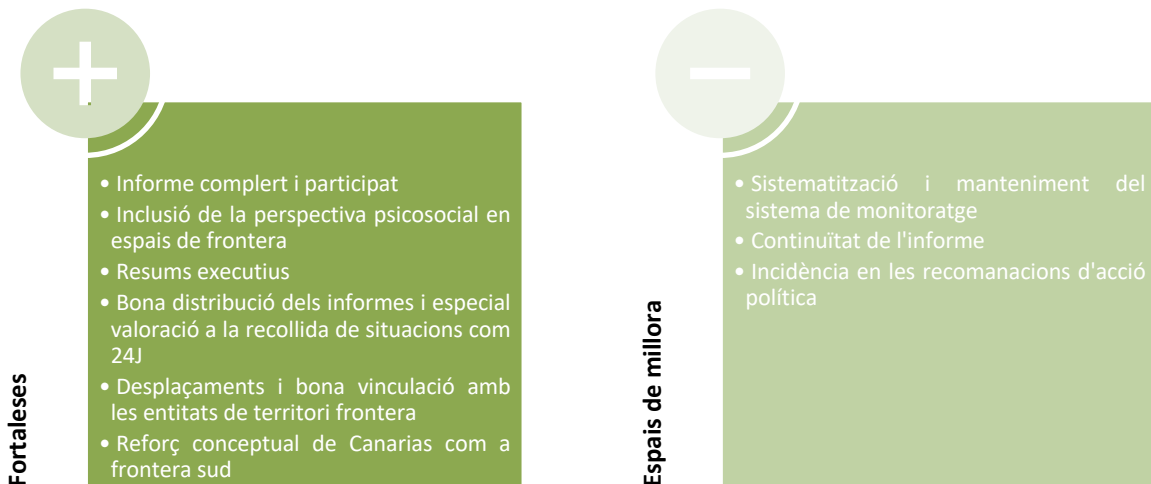 Fortaleses
• Informe complert i participat
• Inclusió de la perspectiva psicosocial en
espais de frontera
• Resums executius
• Bona distribució dels informes i especial
valoració a la recollida de situacions com
24J
• Desplaçaments i bona vinculació amb
les entitats de territori frontera
• Reforç conceptual de Canarias com a
frontera sud
Espais de millora
• Sistematització i manteniment del
sistema de monitoratge
• Continuïtat de l'informe
• Incidència en les recomanacions d'acció
política